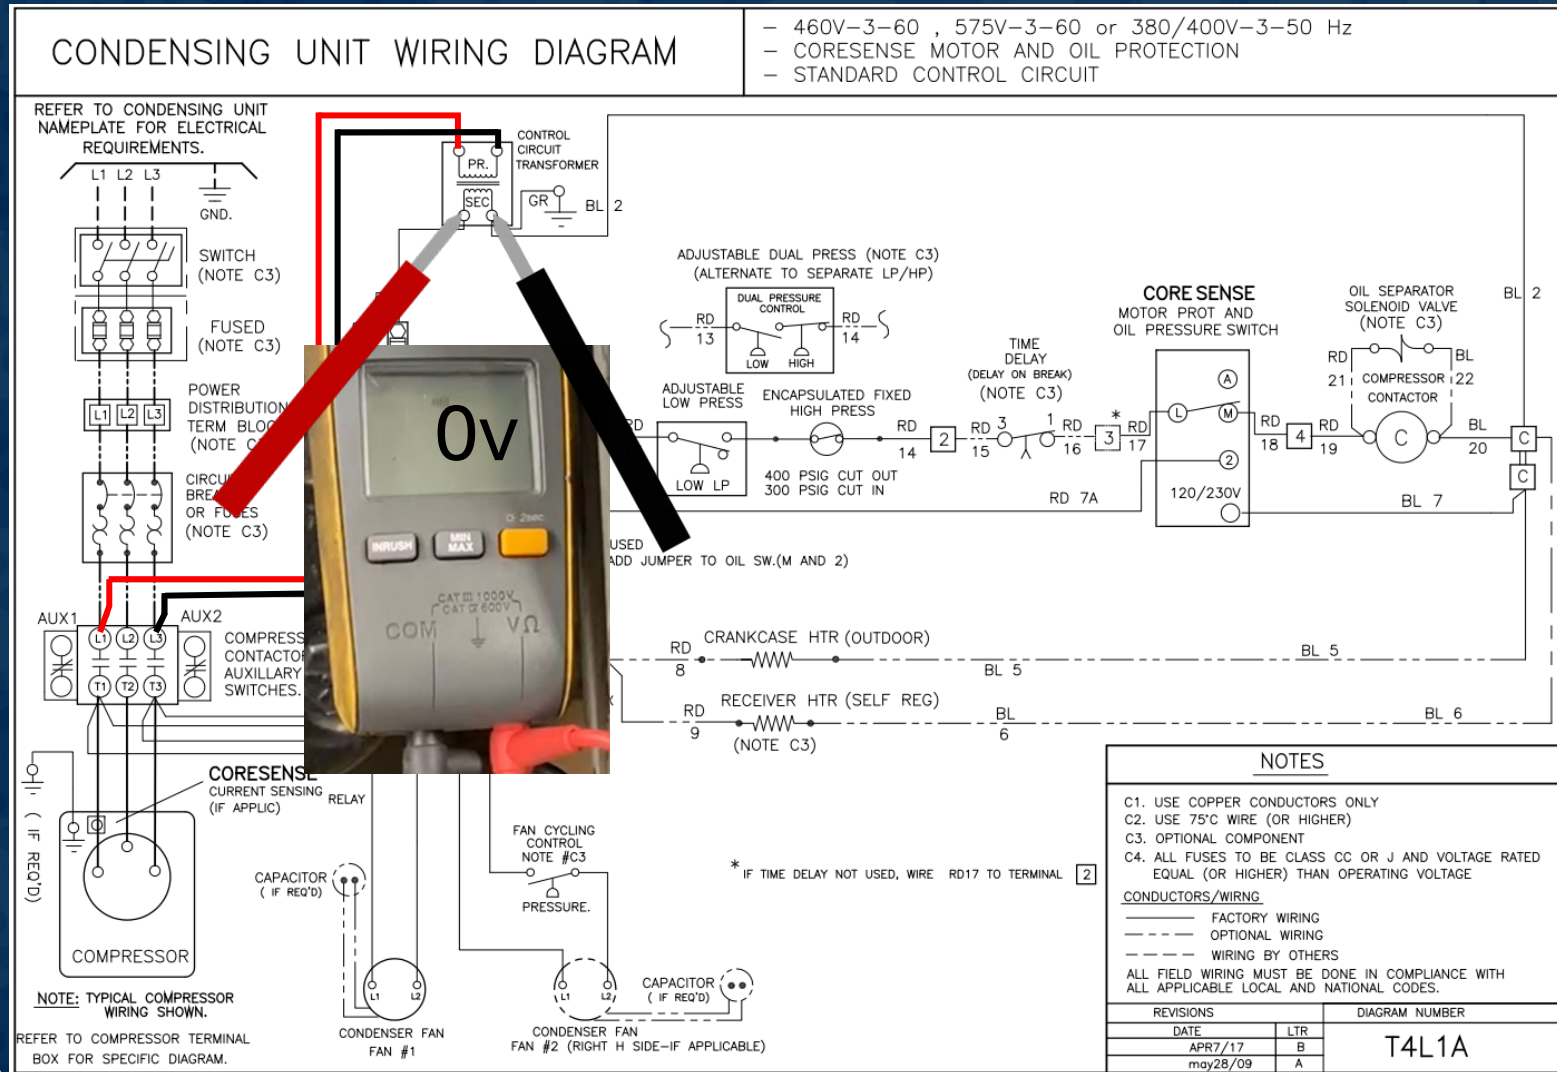 CONDENSING UNIT WIRING DIAGRAM
– 460V–3–60 , 575V–3–60 or 380/400V–3–50 Hz
– CORESENSE MOTOR AND OIL PROTECTION
– STANDARD CONTROL CIRCUIT
REFER TO CONDENSING UNIT
NAMEPLATE FOR ELECTRICAL
REQUIREMENTS.
L1 L2 L3
GND.
SWITCH
(NOTE C3)
FUSED
(NOTE C3)
POWER
DISTRIBUTION
TERM BLOC
(NOTE C
L1 L2 L3
CIRCU
BRE
OR FUSES
(NOTE C3)
AUX1
AUX2
L1 L2 L3
T1 T2 T3
COMPRESS
CONTACTO
AUXILLARY
SWITCHES.
CONTROL
CIRCUIT
TRANSFORMER
PR.
SEC
GR
BL 2
ADJUSTABLE DUAL PRESS (NOTE C3)
(ALTERNATE TO SEPARATE LP/HP)
DUAL PRESSURE
CONTROL
RD
13
RD
14
LOW HIGH
ADJUSTABLE
LOW PRESS
RD
LOW LP
ENCAPSULATED FIXED
HIGH PRESS
400 PSIG CUT OUT
300 PSIG CUT IN
RD
14
2
TIME
DELAY
(DELAY ON BREAK)
(NOTE C3)
RD
15
3 1
RD
16
*
3
RD
17
CORE SENSE
MOTOR PROT AND
OIL PRESSURE SWITCH
A
L
M
2
120/230V
RD
18
4
RD
19
OIL SEPARATOR
SOLENOID VALVE
(NOTE C3)
RD
21
BL
22
COMPRESSOR
CONTACTOR
C
BL
20
C
C
BL 2
RD 7A
BL 7
USED
ADD JUMPER TO OIL SW.(M AND 2)
0v
0- 2sec
INRUSH
MIN
MAX
CAT III 1000V
CAT IV 600V
COM
VΩ
RD
8
CRANKCASE HTR (OUTDOOR)
BL 5
BL 5
RD
9
RECEIVER HTR (SELF REG)
(NOTE C3)
BL
6
BL 6
( IF REQ'D)
CORESENSE
CURRENT SENSING
(IF APPLIC)
RELAY
COMPRESSOR
NOTE: TYPICAL COMPRESSOR
WIRING SHOWN.
REFER TO COMPRESSOR TERMINAL
BOX FOR SPECIFIC DIAGRAM.
CAPACITOR
( IF REQ'D)
L1 L2
CONDENSER FAN
FAN #1
FAN CYCLING
CONTROL
NOTE #C3
PRESSURE.
L1 L2
CAPACITOR
( IF REQ'D)
CONDENSER FAN
FAN #2 (RIGHT H SIDE–IF APPLICABLE)
* IF TIME DELAY NOT USED, WIRE RD17 TO TERMINAL 2
NOTES
C1. USE COPPER CONDUCTORS ONLY
C2. USE 75°C WIRE (OR HIGHER)
C3. OPTIONAL COMPONENT
C4. ALL FUSES TO BE CLASS CC OR J AND VOLTAGE RATED
EQUAL (OR HIGHER) THAN OPERATING VOLTAGE
CONDUCTORS/WIRNG
FACTORY WIRING
OPTIONAL WIRING
WIRING BY OTHERS
ALL FIELD WIRING MUST BE DONE IN COMPLIANCE WITH
ALL APPLICABLE LOCAL AND NATIONAL CODES.
REVISIONS
DATE LTR
APR7/17 B
may28/09 A
DIAGRAM NUMBER
T4L1A